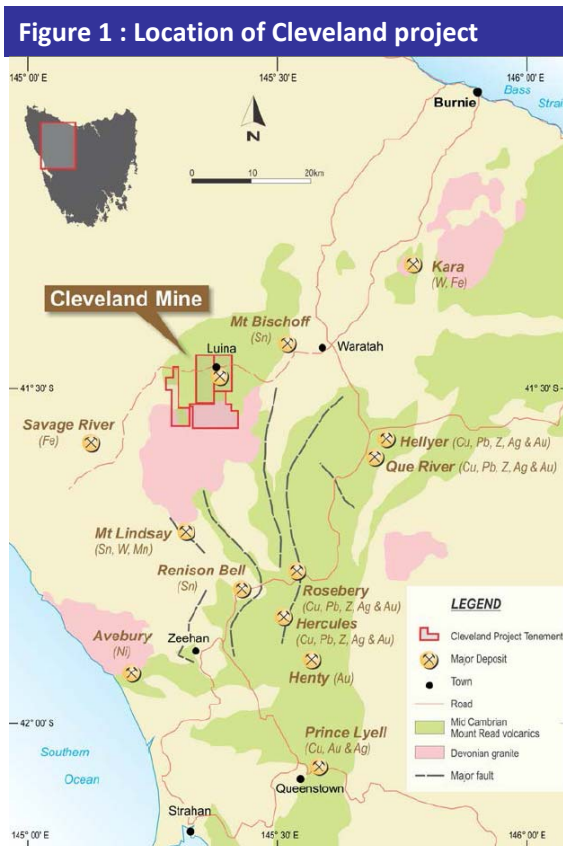 Figure 1 : Location of Cleveland project
145° 00' E
145° 30' E
146° 00' E
Bass
Strai
Burnie
N
0 10 20km
Kara
(W, Fe)
Cleveland Mine
Mt Bischoff
(Sn)
Luina
Waratah
41° 30' S
41° 30' S
Savage River
(Fe)
Hellyer (Cu, Pb, Z, Ag & Au)
Que River (Cu, Pb, Z, Ag & Au)
Mt Lindsay
(Sn, W, Mn)
Renison Bell
(Sn)
Rosebery
(Cu, Pb, Z, Ag & Au)
Hercules
(Cu, Pb, Z, Ag & Au)
Avebury
(Ni)
Zeehan
Henty (Au)
LEGEND
Cleveland Project Tenement
Major Deposit
Town
Road
Mid Cambrian
Mount Read volcarics
Devonian granite
Major fault
42° 00' S
Southern
Ocean
Prince Lyell
(Cu, Au & Ag)
Queenstown
Strahan
145° 00' E
145° 30' E
146° 00' E